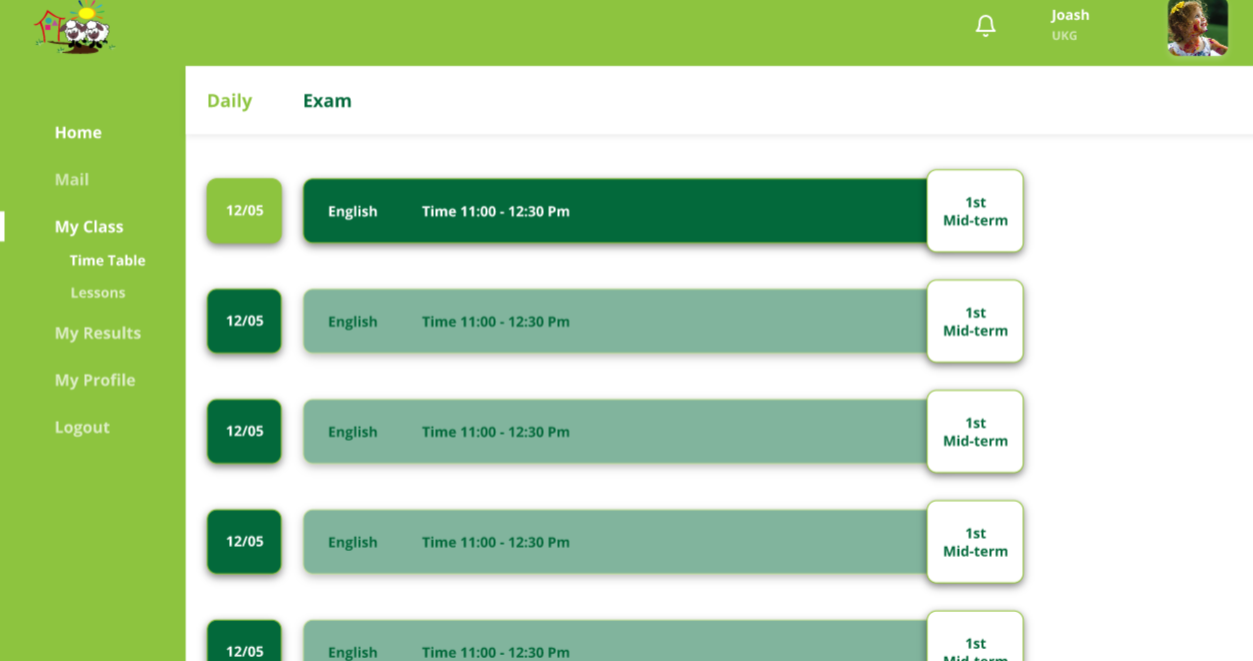 Joash
UKG
Daily Exam
Home
Mail
My Class
Time Table
Lessons
My Results
My Profile
Logout
12/05 English Time 11:00 - 12:30 Pm 1st
Mid-term
12/05 English Time 11:00 - 12:30 Pm 1st
Mid-term
12/05 English Time 11:00 - 12:30 Pm 1st
Mid-term
12/05 English Time 11:00 - 12:30 Pm 1st
Mid-term
12/05 English Time 11:00 - 12:30 Pm 1st
Mid-term